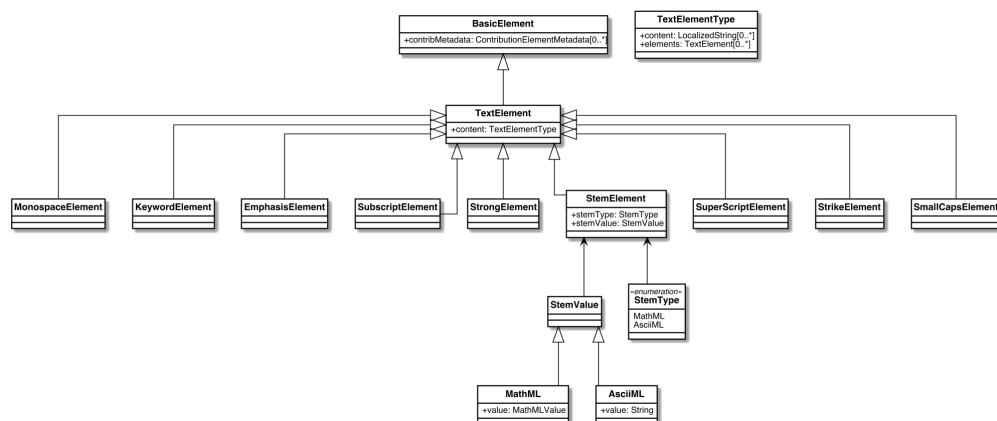 BasicElement
+contribMetadata: ContributionElementMetadata[0..*]
TextElementType
+content: LocalizedString[0..*]
+elements: TextElement[0..*]
TextElement
+content: TextElementType
MonospaceElement
KeywordElement
EmphasisElement
SubscriptElement
StrongElement
StemElement
+stemType: StemType
+stemValue: StemValue
SuperScriptElement
StrikeElement
SmallCapsElement
StemValue
«enumeration»
StemType
MathML
AsciiML
MathML
+value: MathMLValue
AsciiML
+value: String